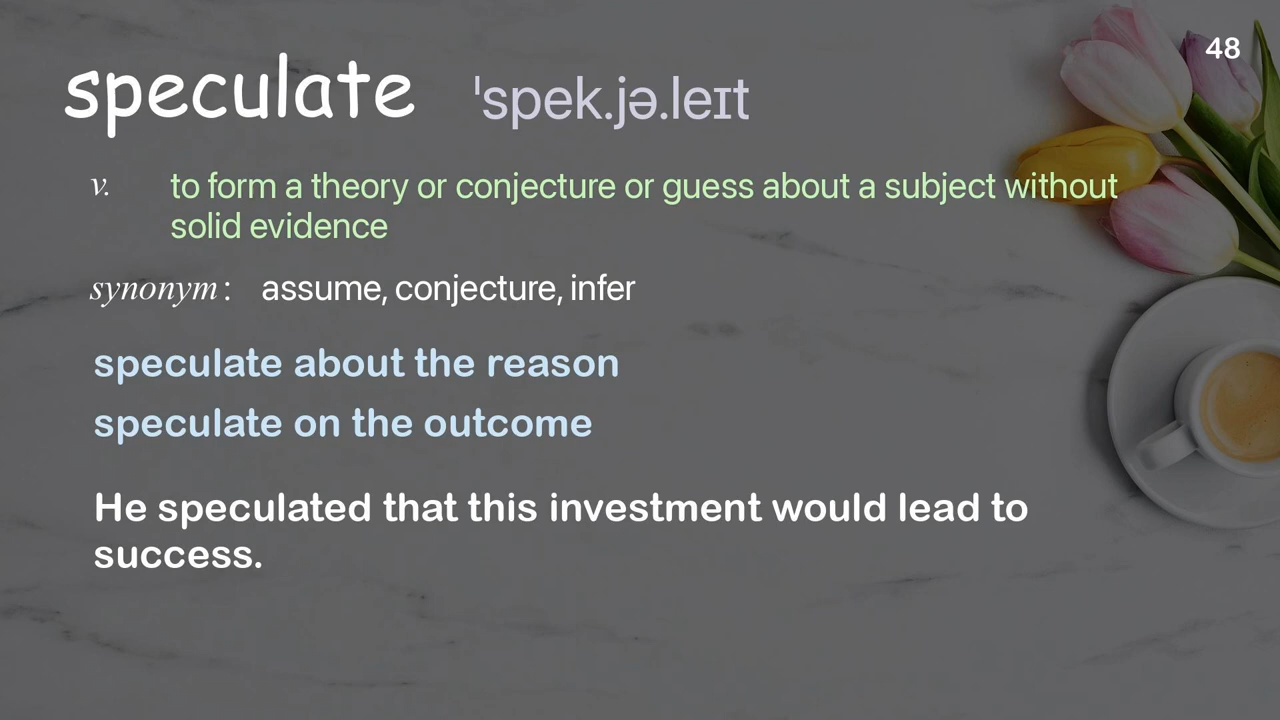 48
speculate ˈspek.jə.leɪt
v. to form a theory or conjecture or guess about a subject without
solid evidence
synonym : assume, conjecture, infer
speculate about the reason
speculate on the outcome
He speculated that this investment would lead to
success.